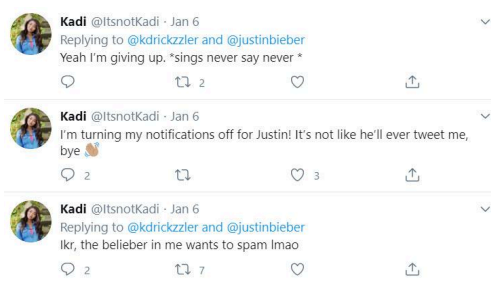 Kadi @ItsnotKadi · Jan 6
Replying to @kdrickzzler and @justinbieber
Yeah I'm giving up. *sings never say never *
2
Kadi @ItsnotKadi · Jan 6
I'm turning my notifications off for Justin! It's not like he'll ever tweet me,
bye 👋🏽
2 3
Kadi @ItsnotKadi · Jan 6
Replying to @kdrickzzler and @justinbieber
Ikr, the belieber in me wants to spam lmao
2 7